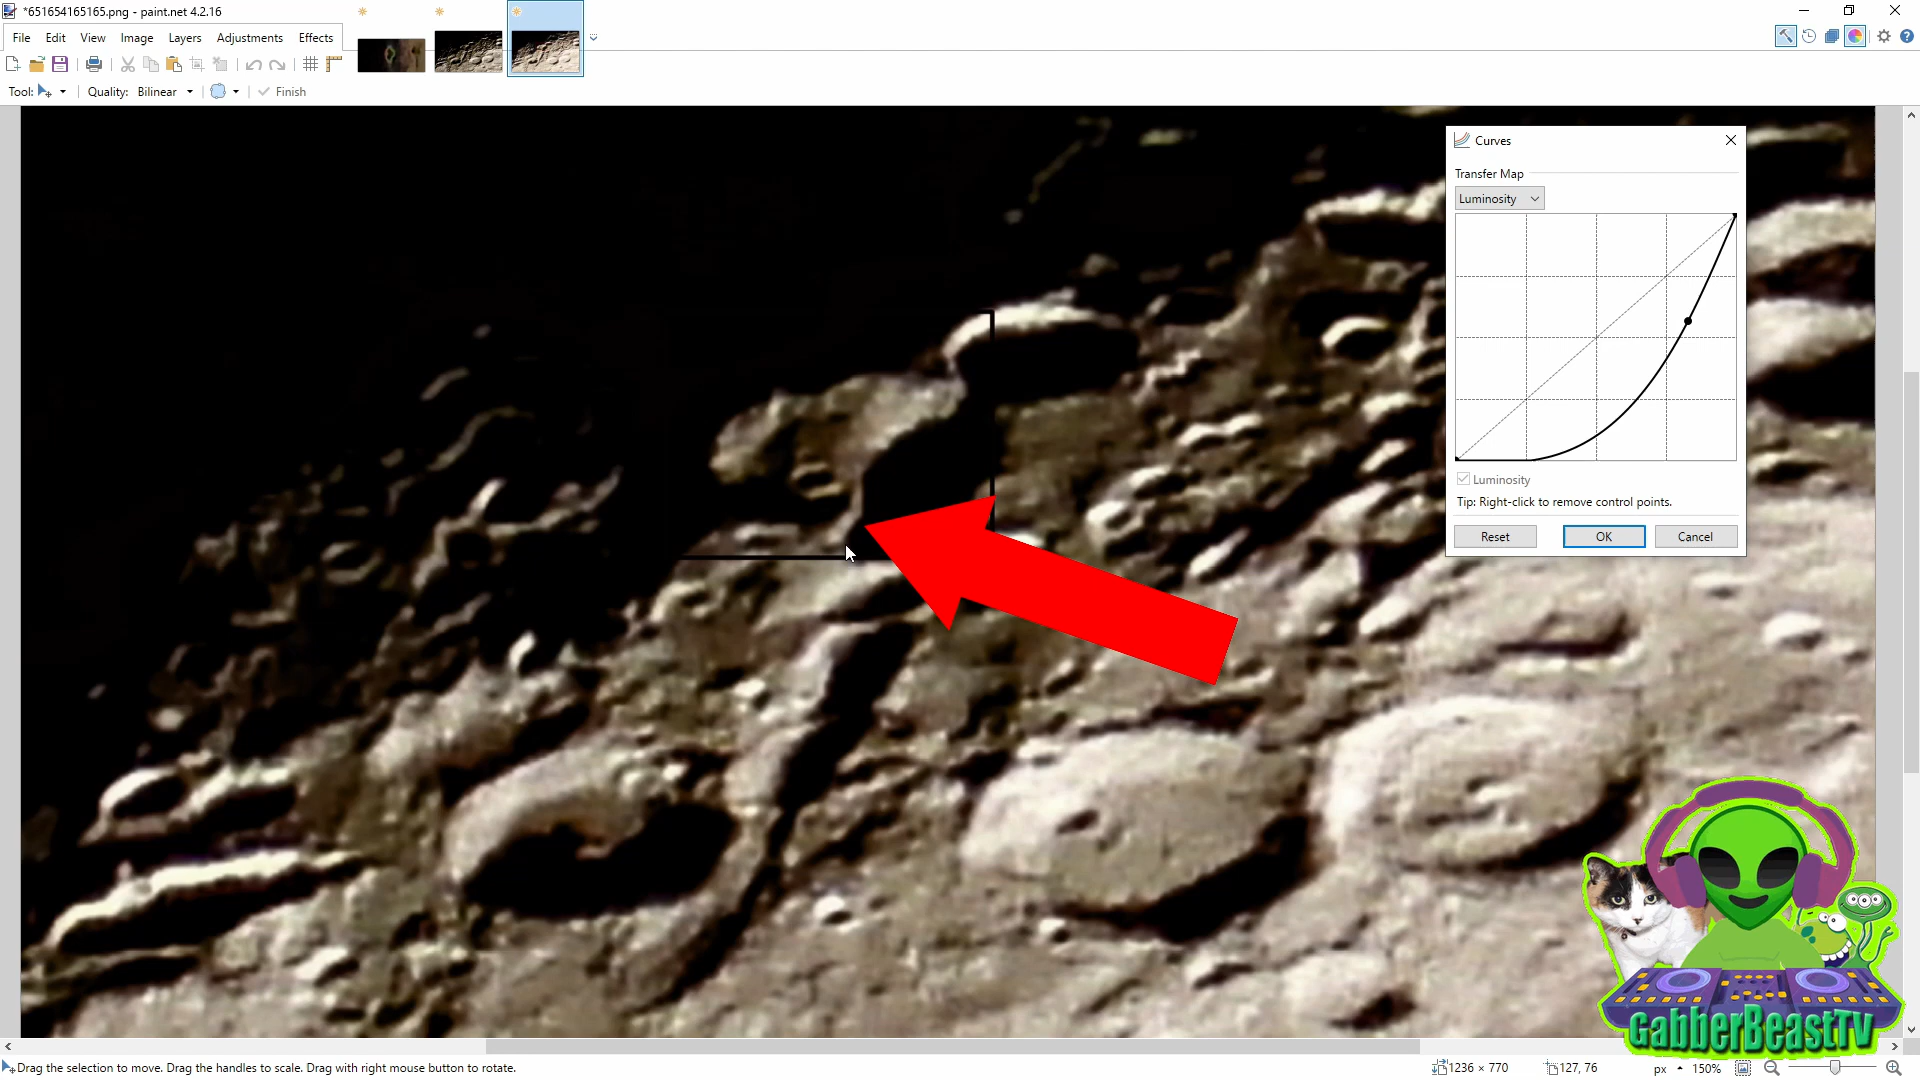 *651654165165.png - paint.net 4.2.16
File Edit View Image Layers Adjustments Effects
Tool: Quality: Bilinear Finish
Curves
Transfer Map
Luminosity
Luminosity
Tip: Right-click to remove control points.
Reset OK Cancel
GabberBeastTV
Drag the selection to move. Drag the handles to scale. Drag with right mouse button to rotate.
1236 × 770 127, 76 px 150%